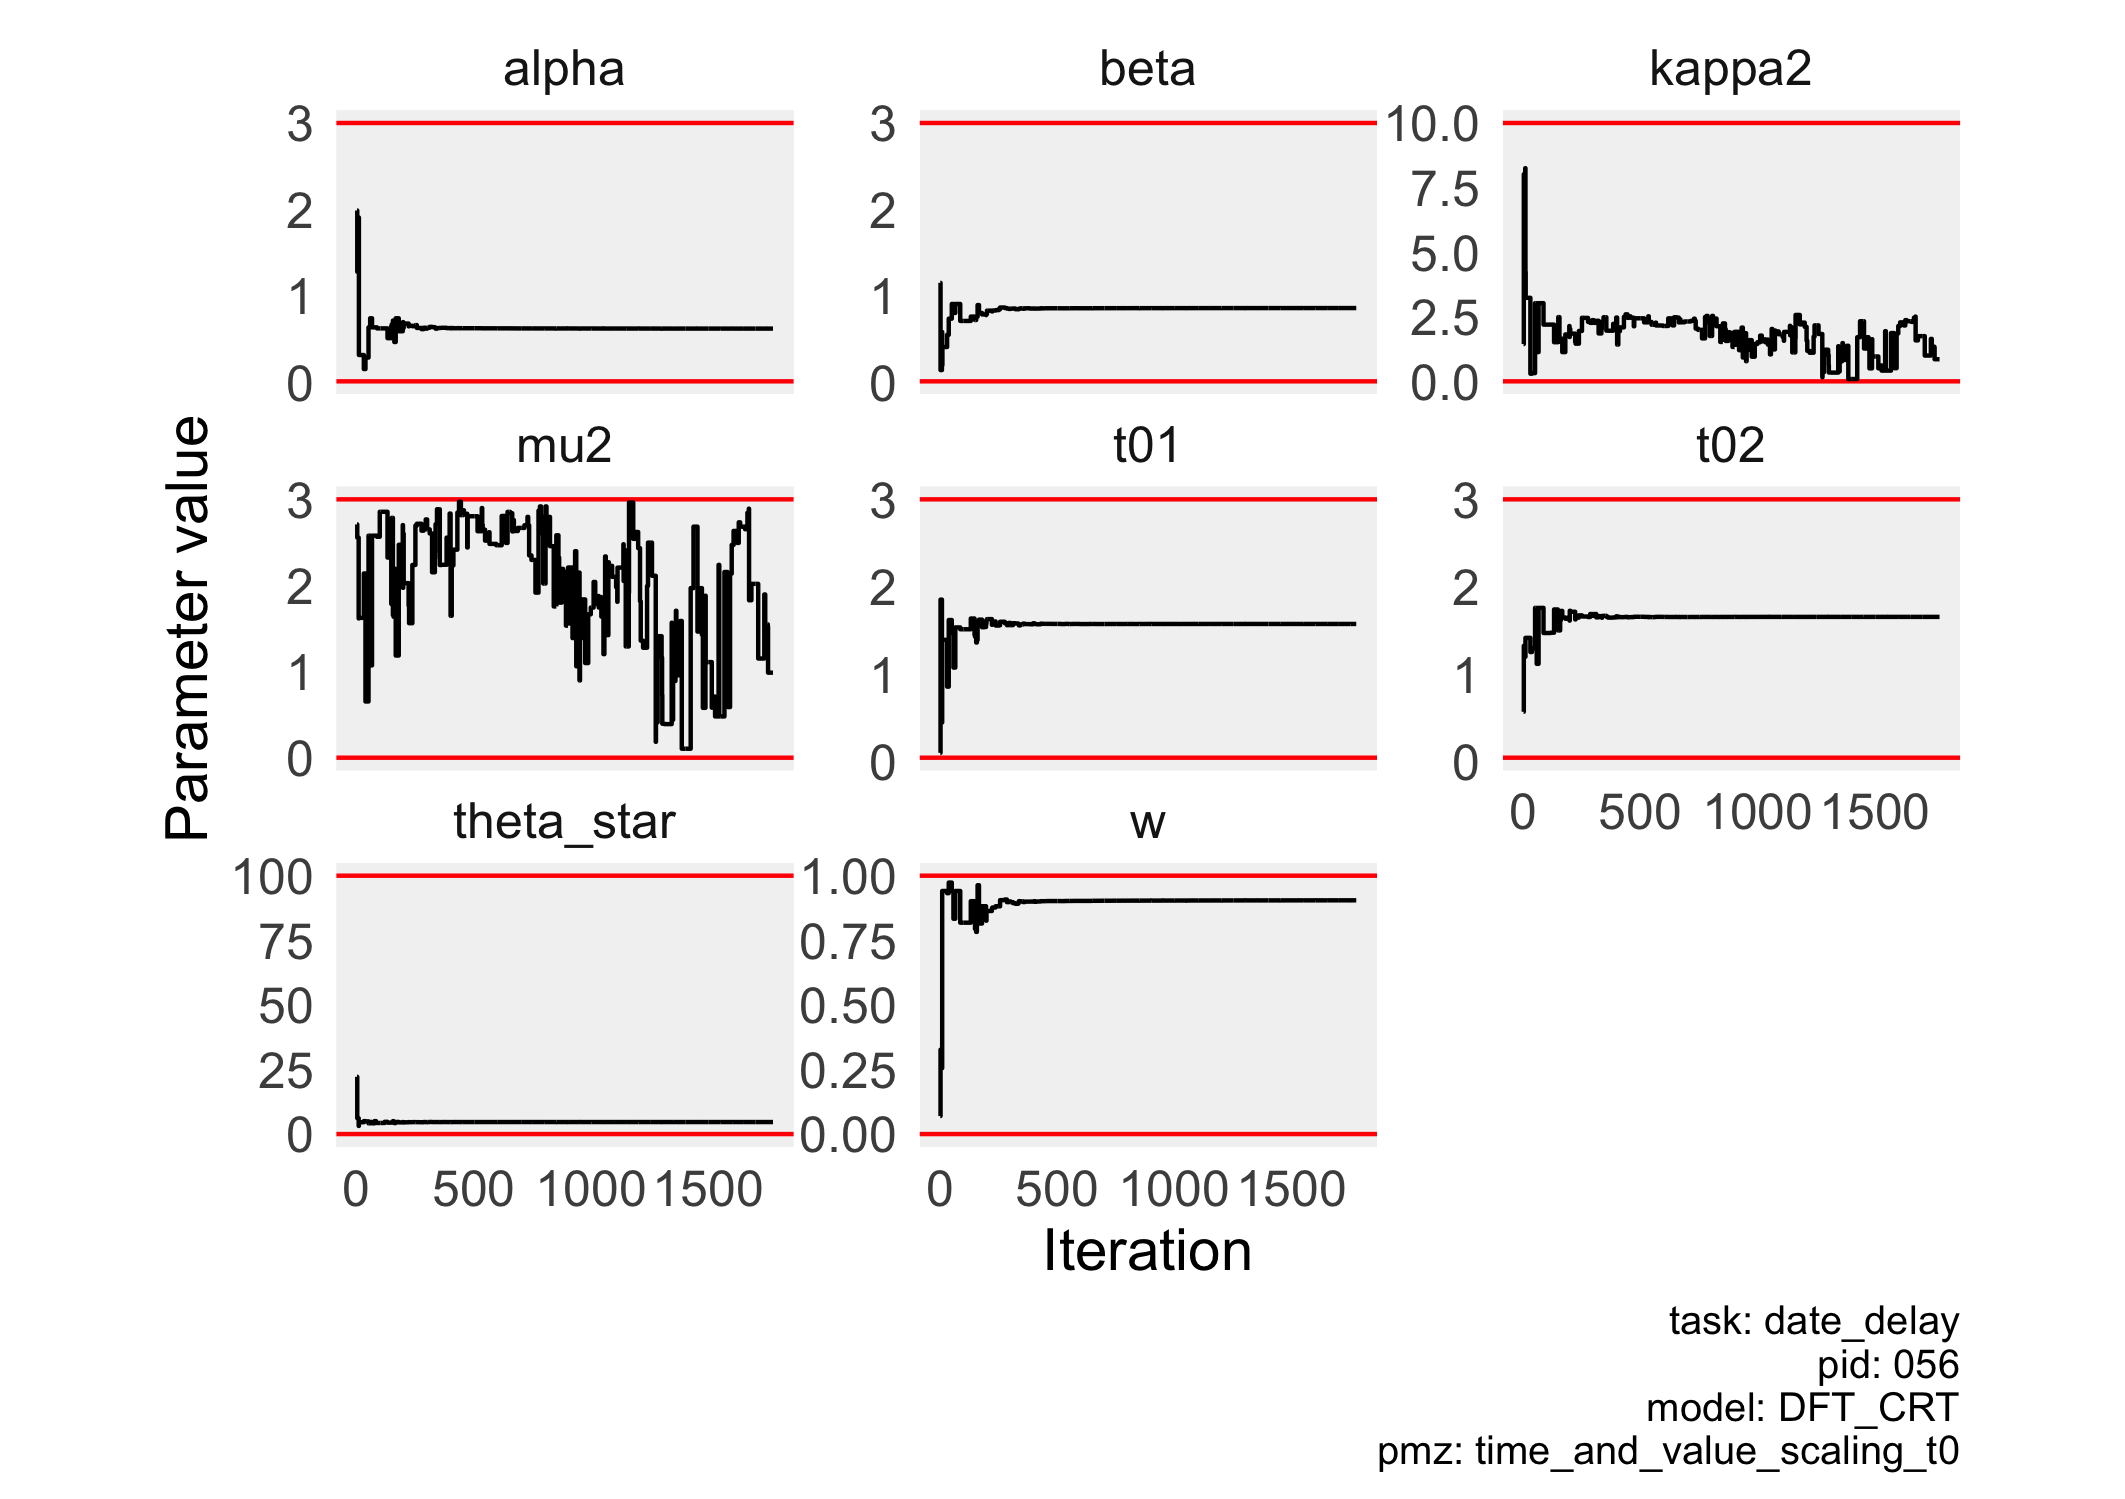 alpha
beta
kappa2
3
2
1
0
3
2
1
0
10.0
7.5
5.0
2.5
0.0
mu2
t01
t02
3
2
1
0
3
2
1
0
3
2
1
0
0 500 1000 1500
theta_star
w
100
75
50
25
0
1.00
0.75
0.50
0.25
0.00
0 500 1000 1500
0 500 1000 1500
Parameter value
Iteration
task: date_delay
pid: 056
model: DFT_CRT
pmz: time_and_value_scaling_t0